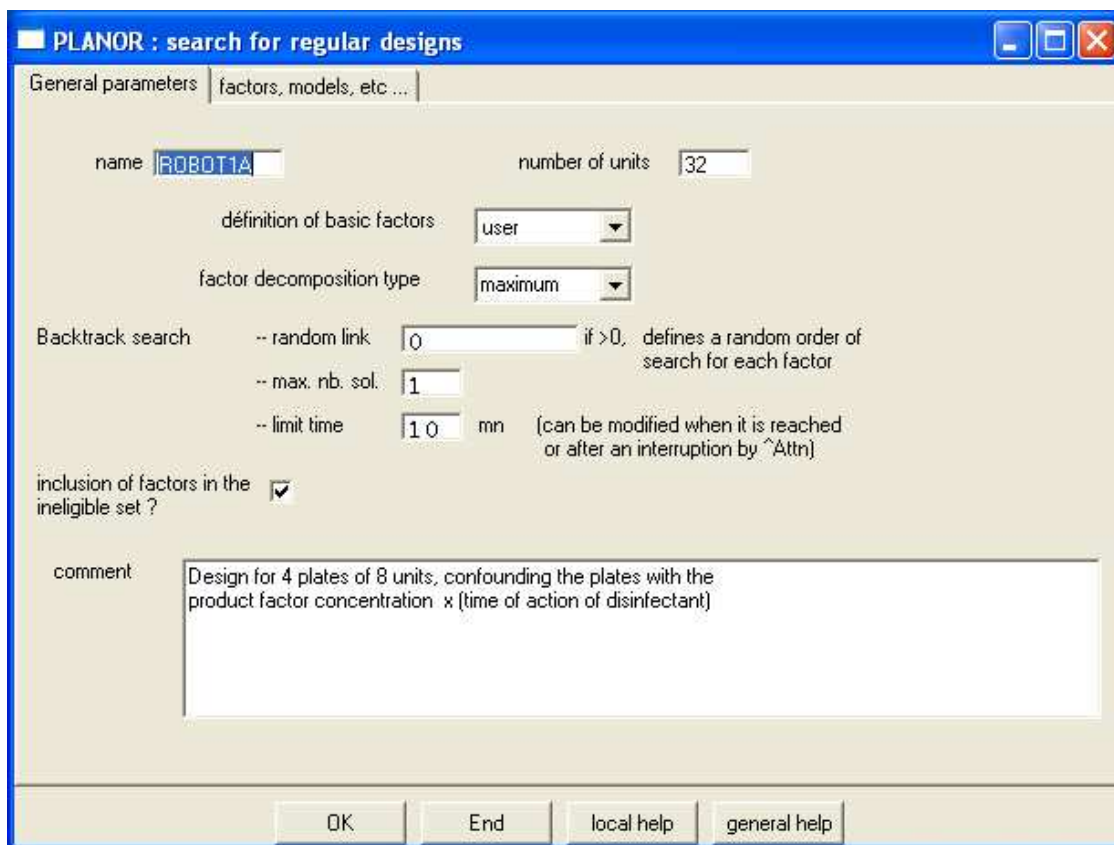 PLANOR : search for regular designs
General parameters
factors, models, etc ...
name ROBOT1A number of units 32
définition of basic factors user
factor decomposition type maximum
Backtrack search -- random link 0 if >0, defines a random order of
search for each factor
-- max. nb. sol. 1
-- limit time 1 0 mn (can be modified when it is reached
or after an interruption by ^Attn)
inclusion of factors in the
ineligible set ?
comment
Design for 4 plates of 8 units, confounding the plates with the
product factor concentration x (time of action of disinfectant)
OK End local help general help